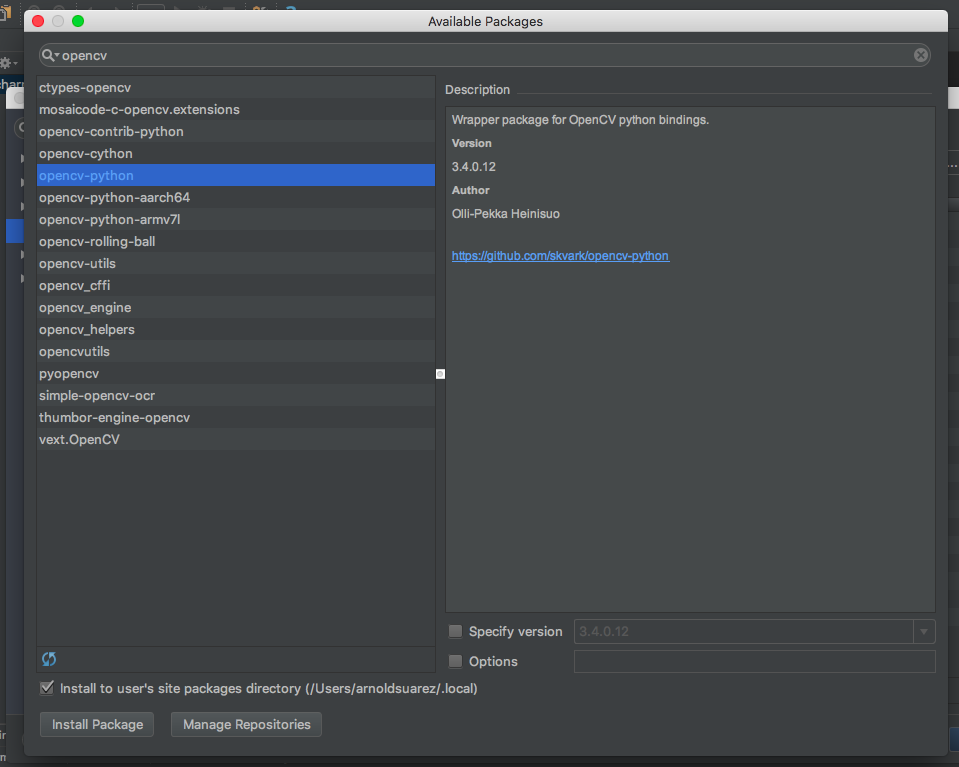 Available Packages
opencv
ctypes-opencv
mosaicode-c-opencv.extensions
opencv-contrib-python
opencv-cython
opencv-python
opencv-python-aarch64
opencv-python-armv7l
opencv-rolling-ball
opencv-utils
opencv_cffi
opencv_engine
opencv_helpers
opencvutils
pyopencv
simple-opencv-ocr
thumbor-engine-opencv
vext.OpenCV
Description
Wrapper package for OpenCV python bindings.
Version
3.4.0.12
Author
Olli-Pekka Heinisuo
https://github.com/skvark/opencv-python
Specify version 3.4.0.12
Options
Install to user's site packages directory (/Users/arnoldsuarez/.local)
Install Package Manage Repositories